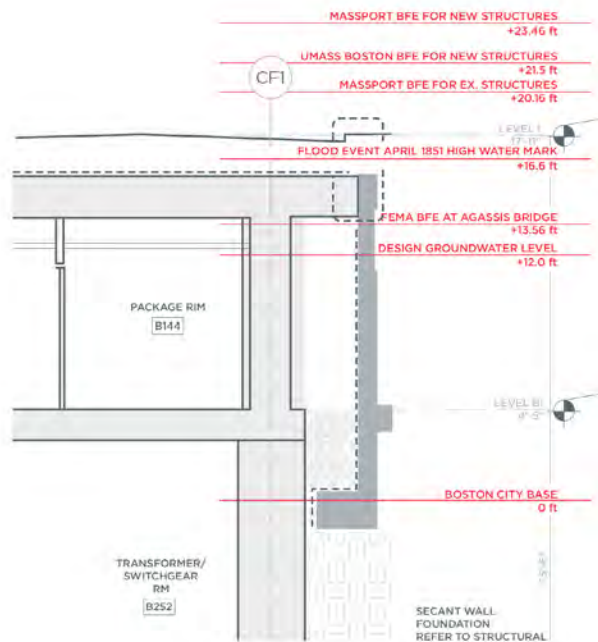 MASSPORT BFE FOR NEW STRUCTURES
+23.46 ft
UMASS BOSTON BFE FOR NEW STRUCTURES
+21.5 ft
CF1
MASSPORT BFE FOR EX. STRUCTURES
+20.16 ft
LEVEL 1
17'-11"
FLOOD EVENT APRIL 1851 HIGH WATER MARK
+16.6 ft
FEMA BFE AT AGASSIS BRIDGE
+13.56 ft
DESIGN GROUNDWATER LEVEL
+12.0 ft
PACKAGE RIM
B144
LEVEL B1
BOSTON CITY BASE
0 ft
TRANSFORMER/
SWITCHGEAR
RM
B252
SECANT WALL
FOUNDATION
REFER TO STRUCTURAL